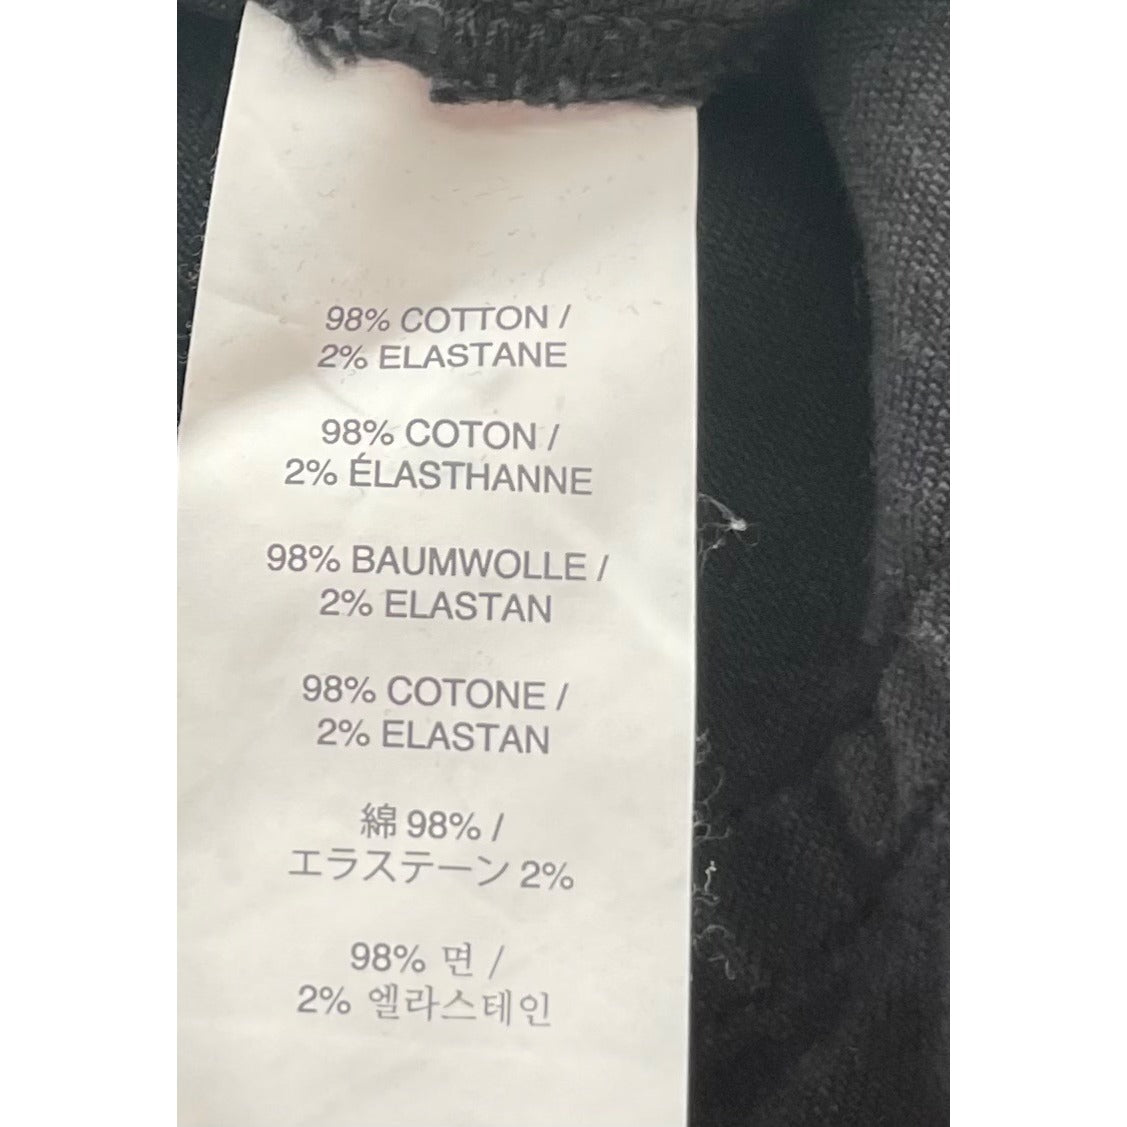 98% COTTON /
2% ELASTANE
98% COTON /
2% ÉLASTHANNE
98% BAUMWOLLE /
2% ELASTAN
98% COTONE /
2% ELASTAN
綿 98% /
エラステーン 2%
98% 면 /
2% 엘라스테인